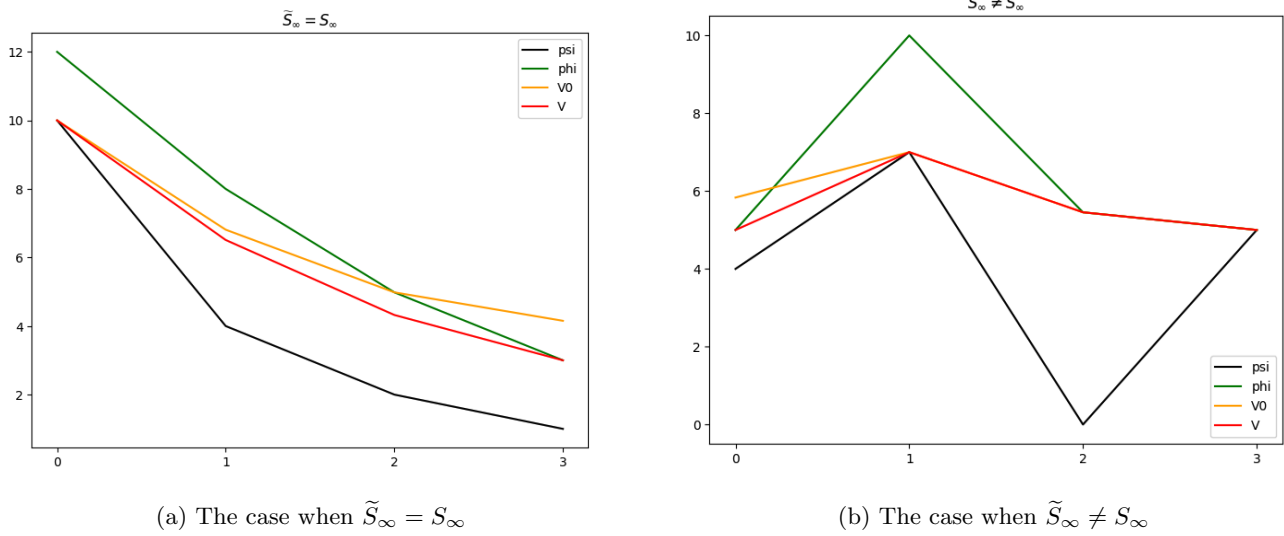 S̃∞ = S∞
12
10
8
6
4
2
0
1
2
3
psi
phi
V0
V
(a) The case when S̃∞ = S∞
S∞ ≠ S∞
10
8
6
4
2
0
0
1
2
3
psi
phi
V0
V
(b) The case when S̃∞ ≠ S∞